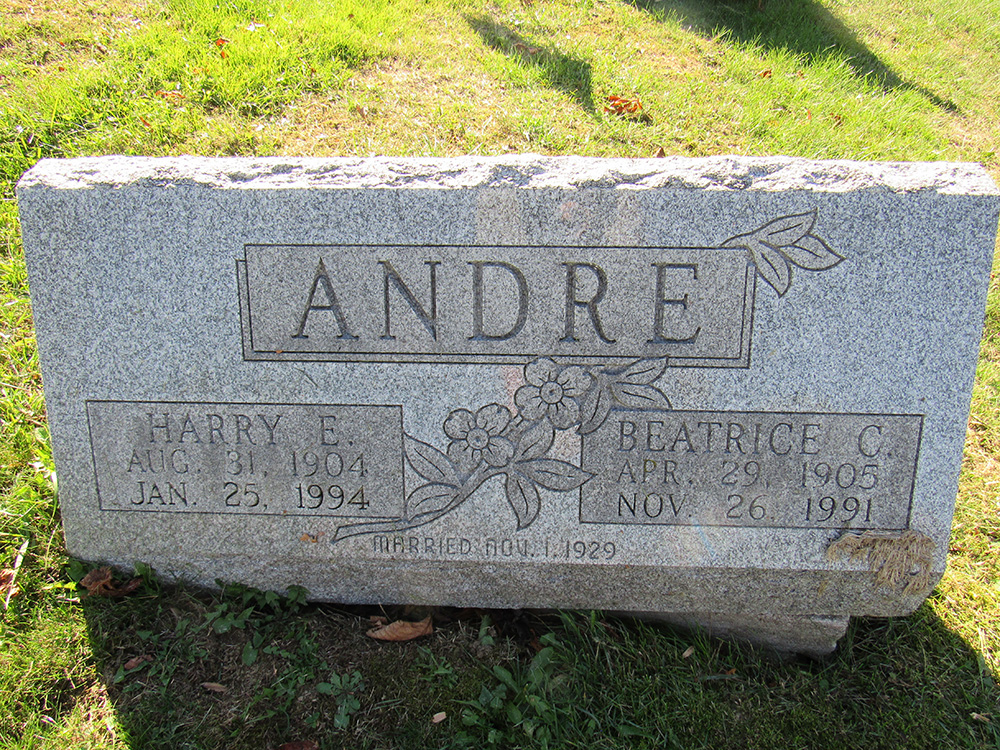 ANDRE
HARRY E.
AUG. 31, 1904
JAN. 25, 1994
BEATRICE C.
APR. 29, 1905
NOV. 26, 1991
MARRIED NOV. 1, 1929